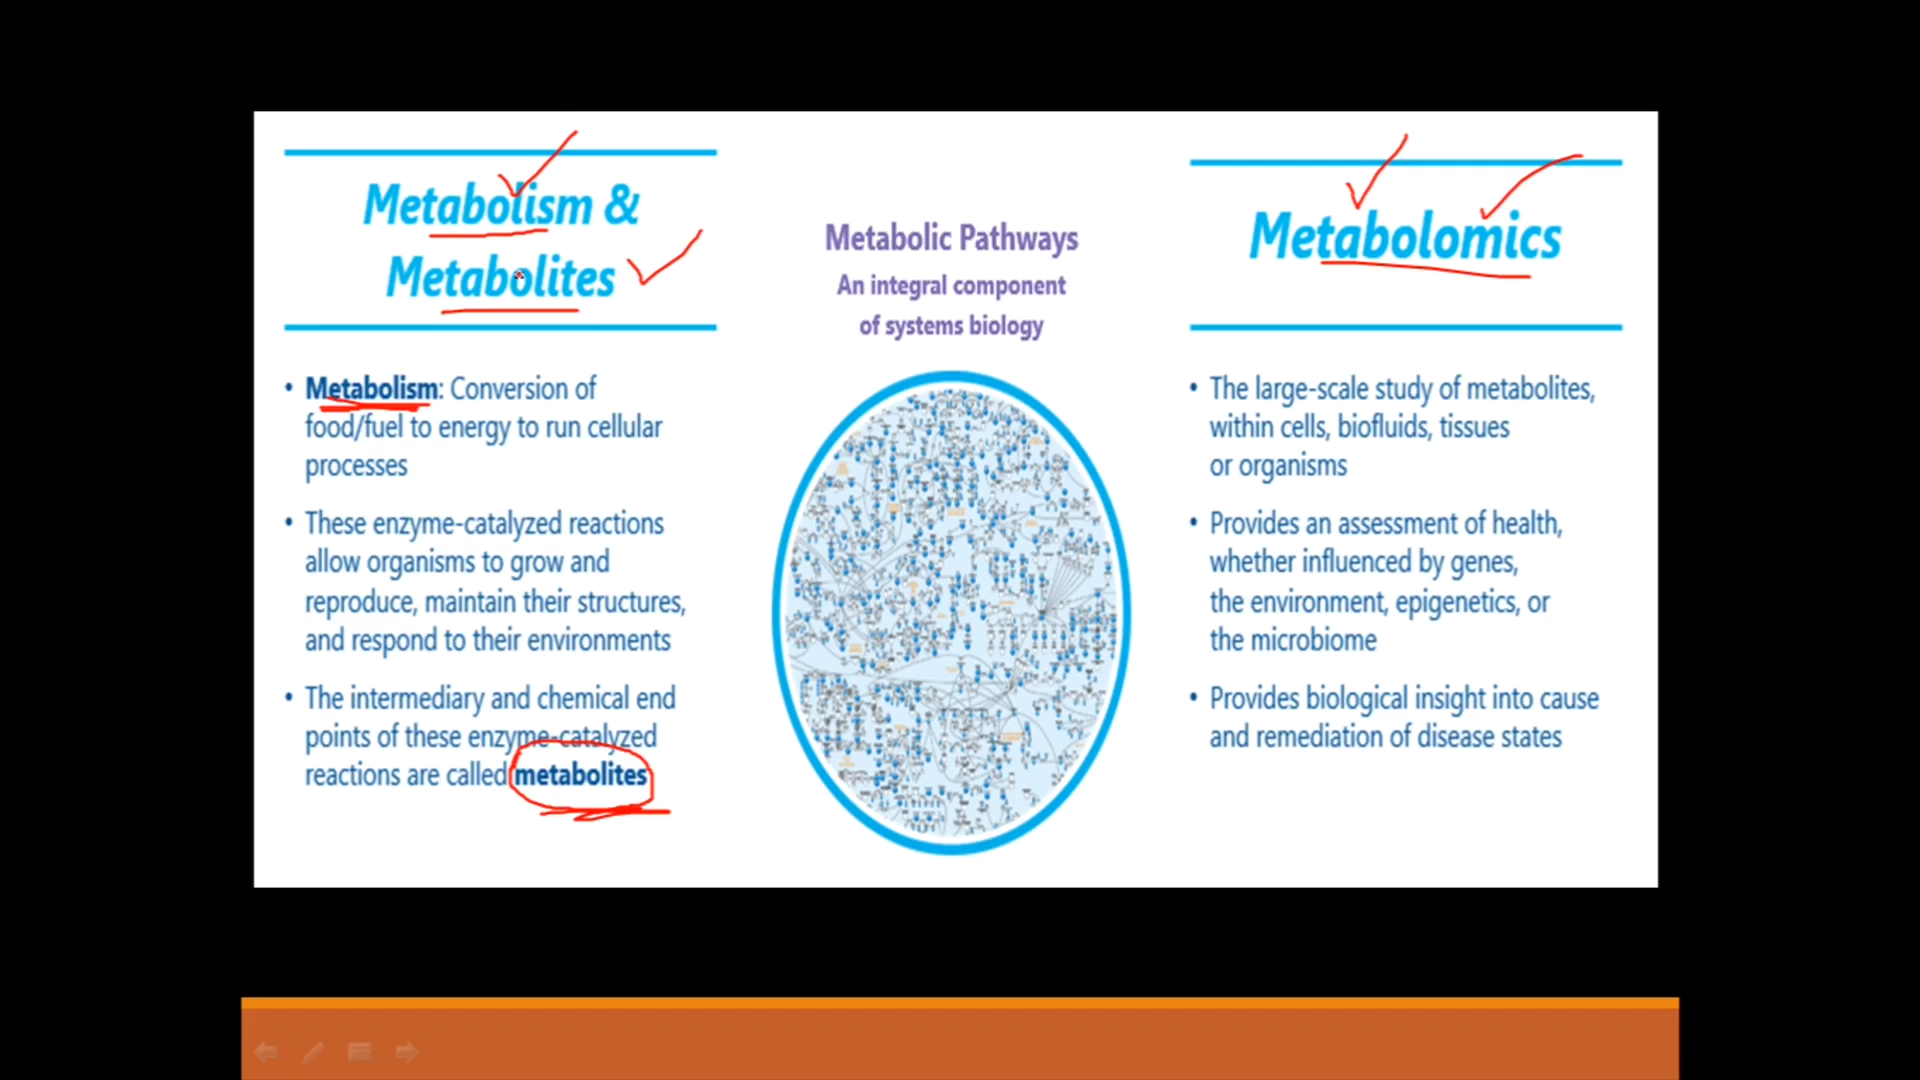 Metabolism &
Metabolites
• Metabolism: Conversion of
food/fuel to energy to run cellular
processes
• These enzyme-catalyzed reactions
allow organisms to grow and
reproduce, maintain their structures,
and respond to their environments
• The intermediary and chemical end
points of these enzyme-catalyzed
reactions are called metabolites
Metabolic Pathways
An integral component
of systems biology
Metabolomics
• The large-scale study of metabolites,
within cells, biofluids, tissues
or organisms
• Provides an assessment of health,
whether influenced by genes,
the environment, epigenetics, or
the microbiome
• Provides biological insight into cause
and remediation of disease states